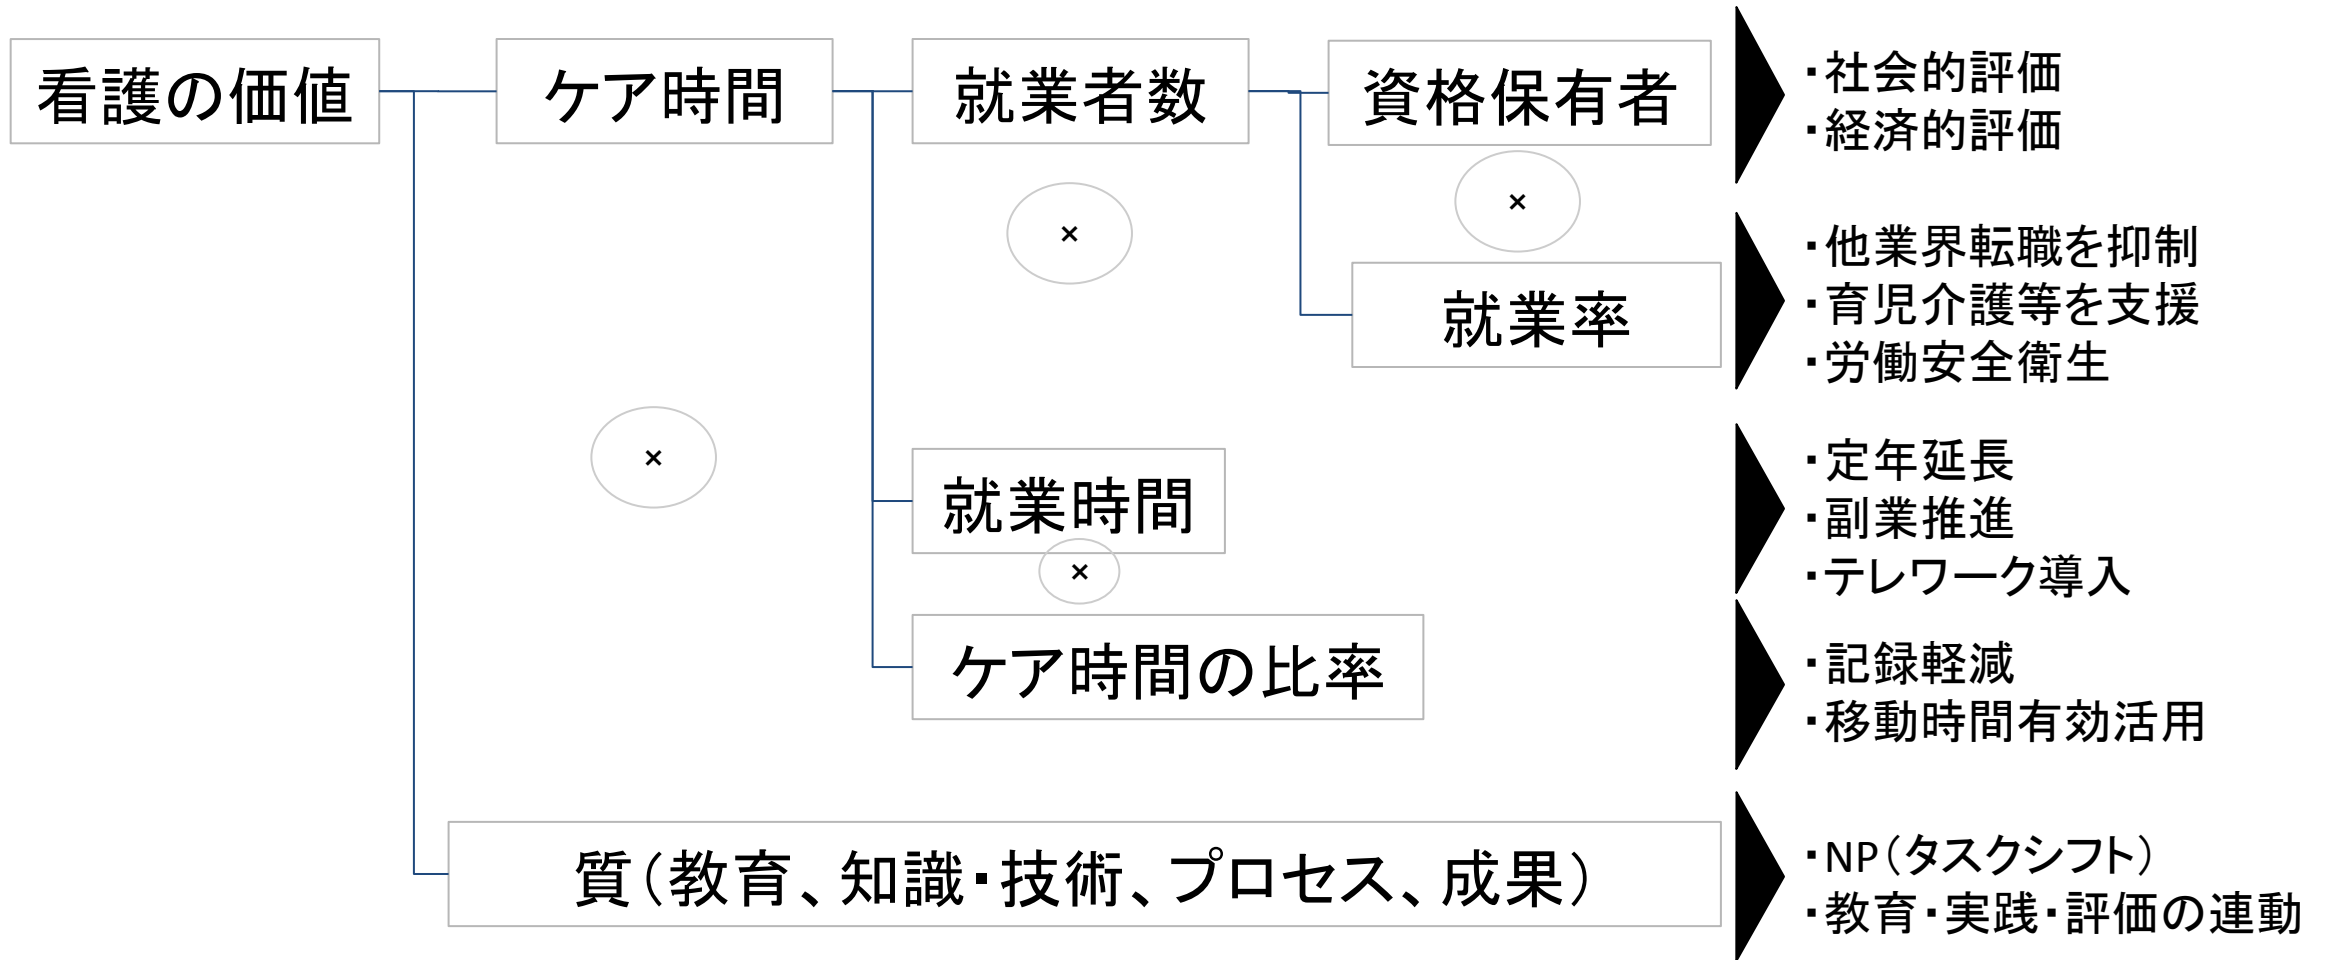 看護の価値
ケア時間
就業者数
資格保有者
・社会的評価
・経済的評価
×
×
就業率
・他業界転職を抑制
・育児介護等を支援
・労働安全衛生
×
就業時間
×
ケア時間の比率
・定年延長
・副業推進
・テレワーク導入
・記録軽減
・移動時間有効活用
質（教育、知識・技術、プロセス、成果）
・NP（タスクシフト）
・教育・実践・評価の連動